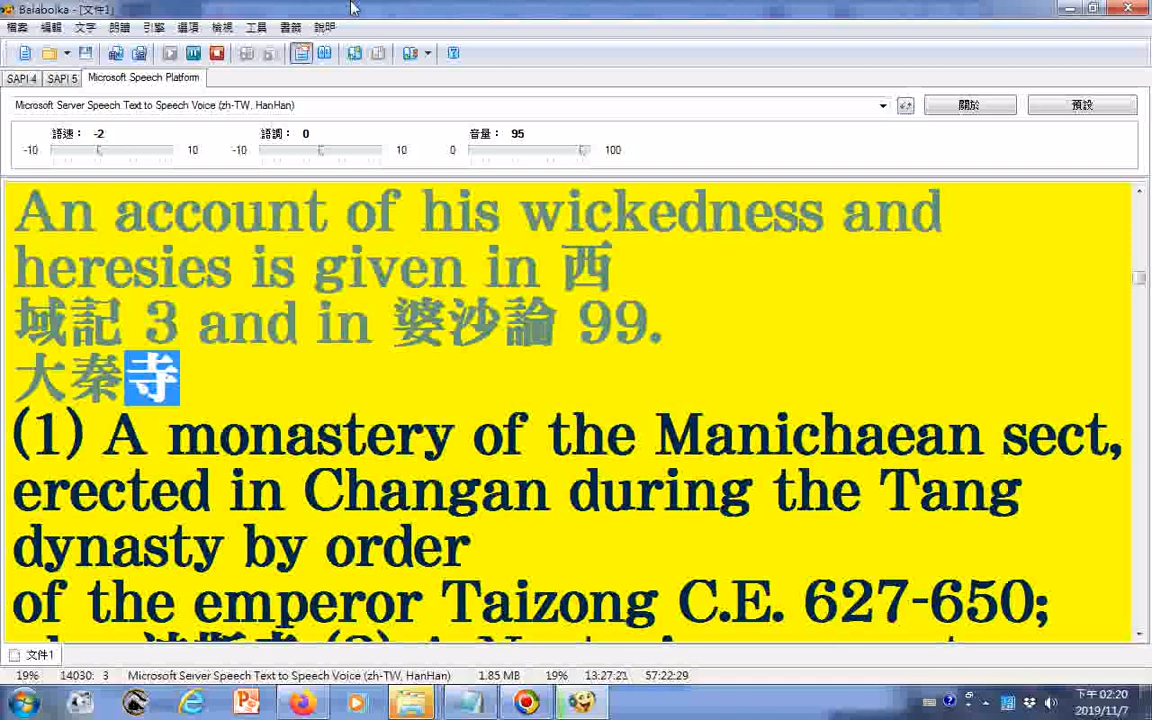 Balabolka - [文件1]
檔案 編輯 文字 朗讀 引擎 選項 檢視 工具 書籤 說明
SAPI 4 SAPI 5 Microsoft Speech Platform
Microsoft Server Speech Text to Speech Voice (zh-TW, HanHan) 關於 預設
語速： -2 語調： 0 音量： 95
-10 10 -10 10 0 100
An account of his wickedness and
heresies is given in 西
域記 3 and in 婆沙論 99.
大秦寺
(1) A monastery of the Manichaean sect,
erected in Changan during the Tang
dynasty by order
of the emperor Taizong C.E. 627-650;
文件1
19% 14030: 3 Microsoft Server Speech Text to Speech Voice (zh-TW, HanHan) 1.85 MB 19% 13:27:21 57:22:29
下午 02:20
2019/11/7